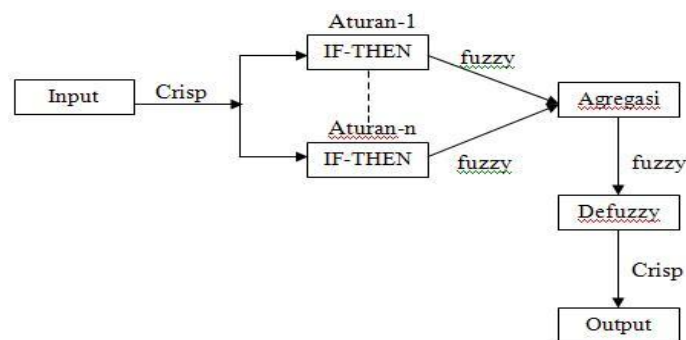 Aturan-1
IF-THEN
fuzzy
Input
Crisp
Agregasi
Aturan-n
IF-THEN
fuzzy
fuzzy
Defuzzy
Crisp
Output